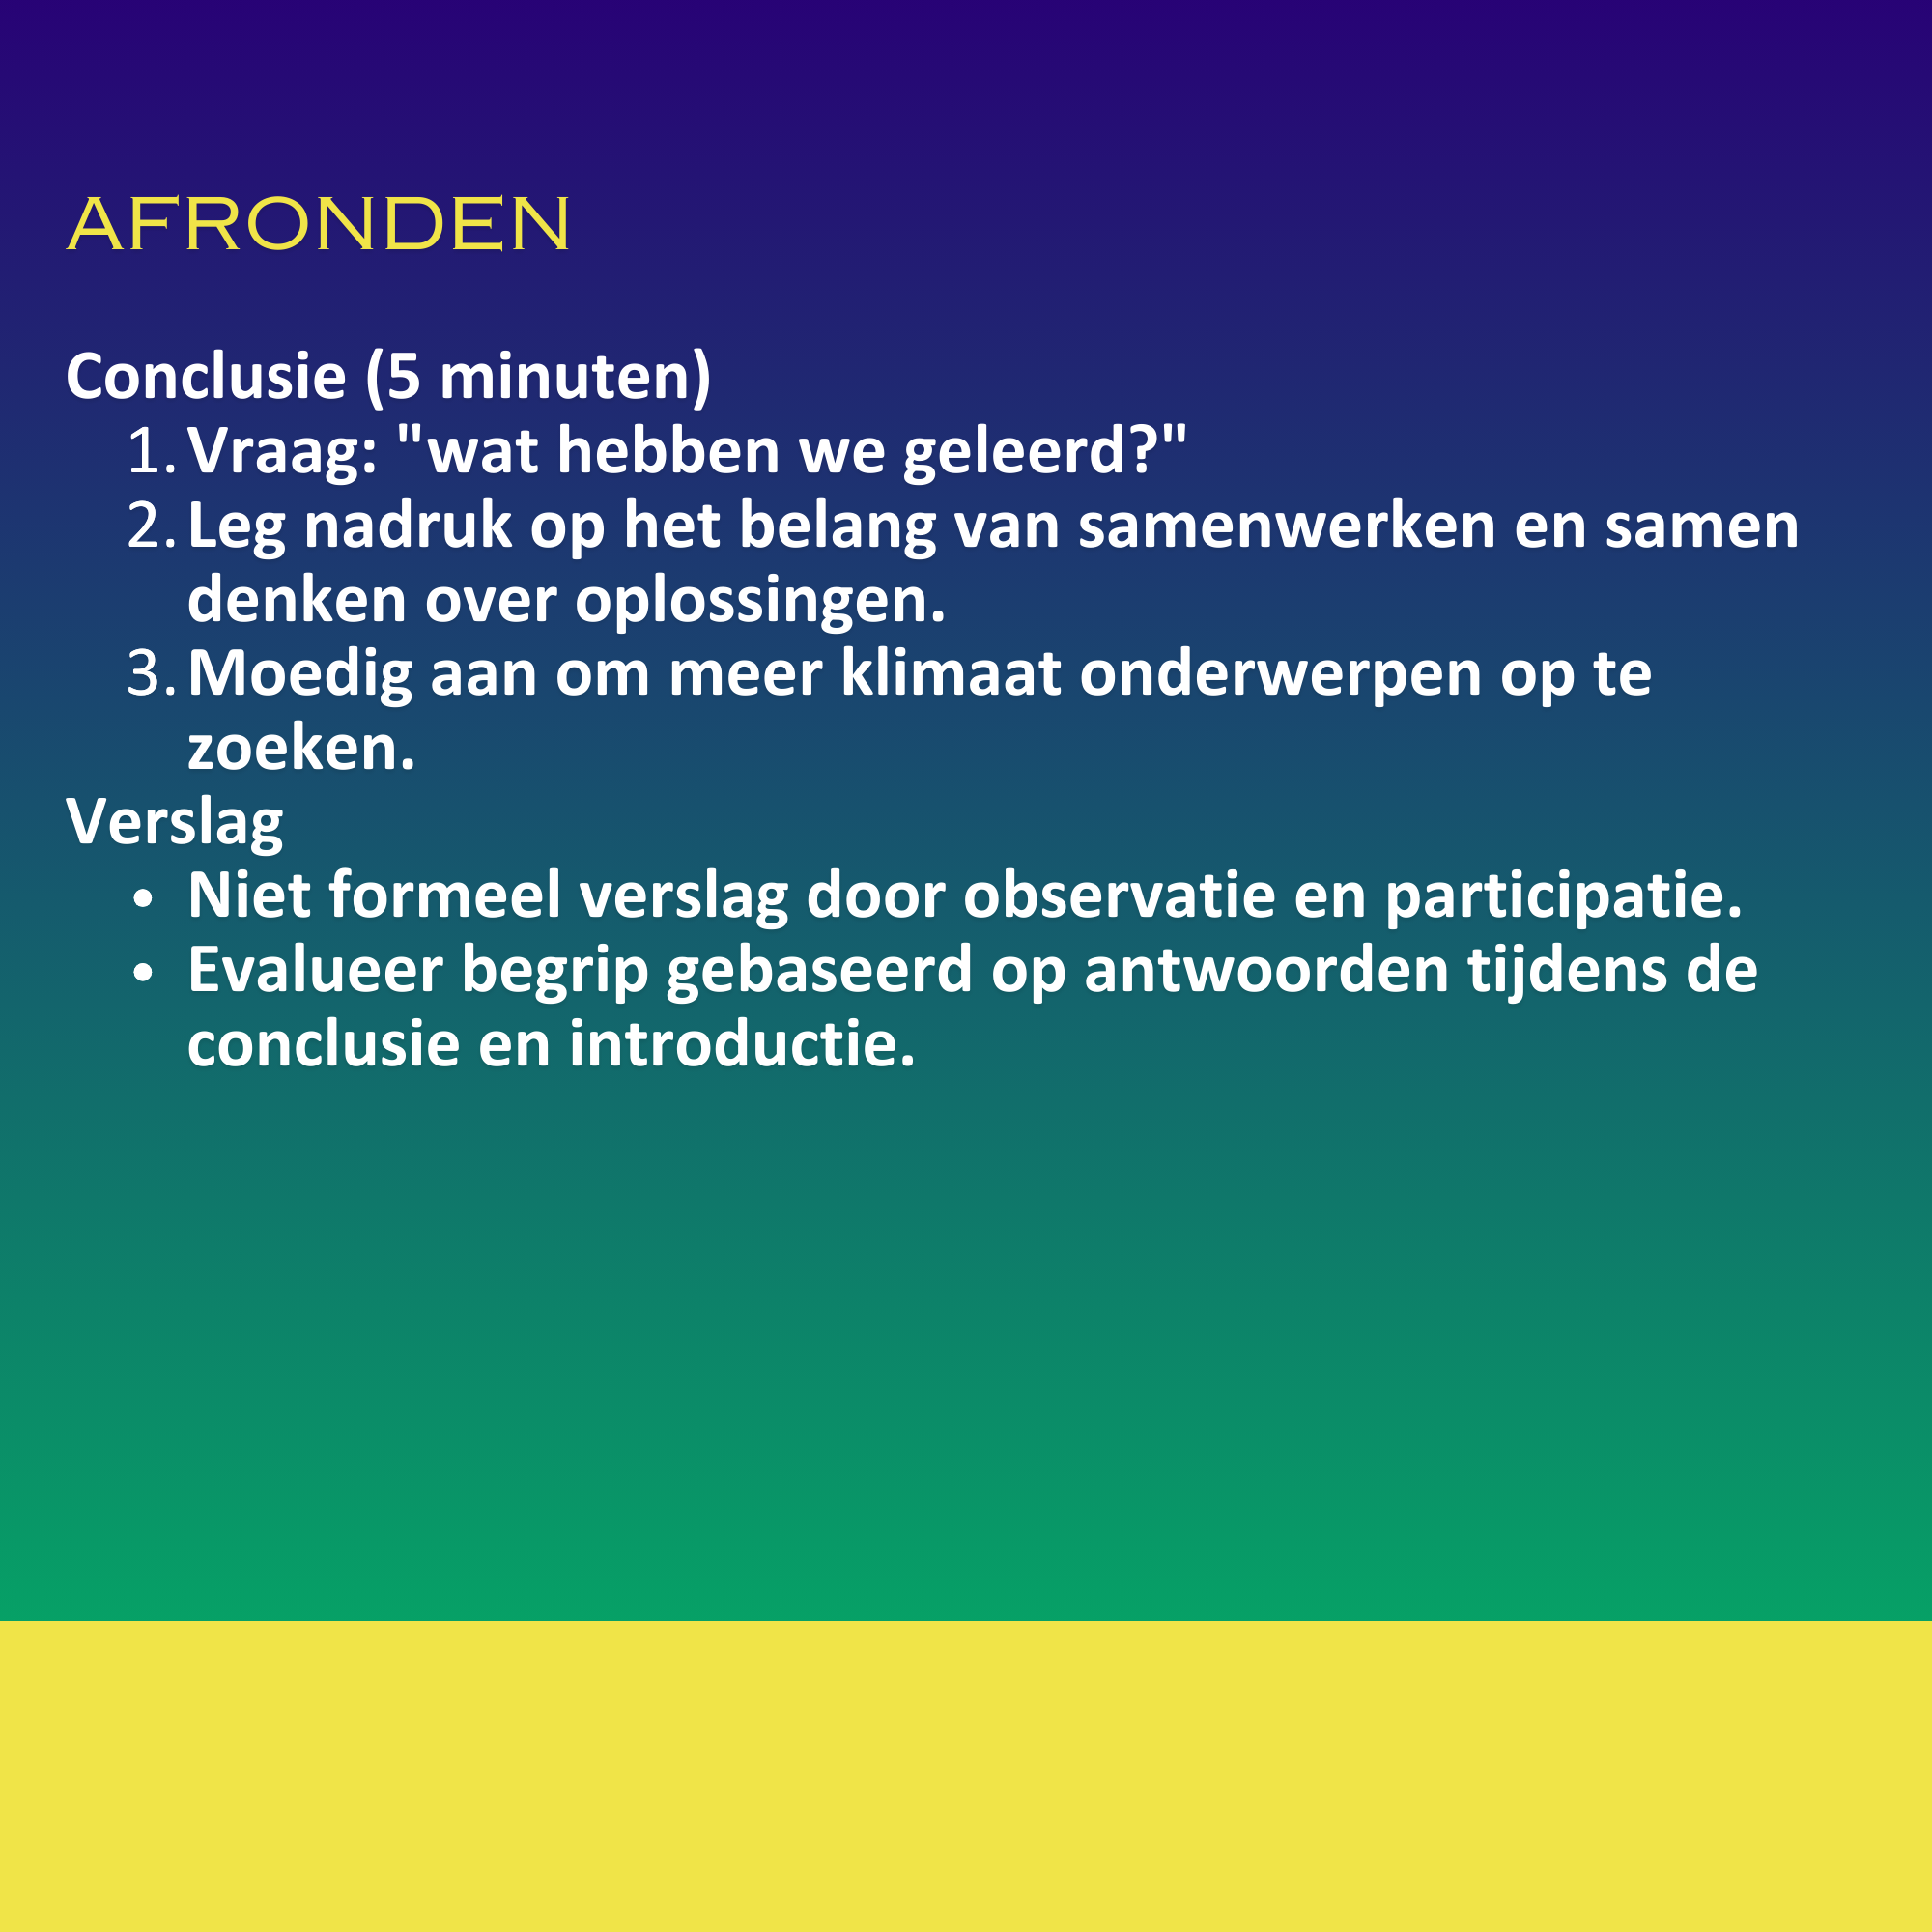 AFRONDEN
Conclusie (5 minuten)
1. Vraag: "wat hebben we geleerd?"
2. Leg nadruk op het belang van samenwerken en samen
denken over oplossingen.
3. Moedig aan om meer klimaat onderwerpen op te
zoeken.
Verslag
• Niet formeel verslag door observatie en participatie.
• Evalueer begrip gebaseerd op antwoorden tijdens de
conclusie en introductie.